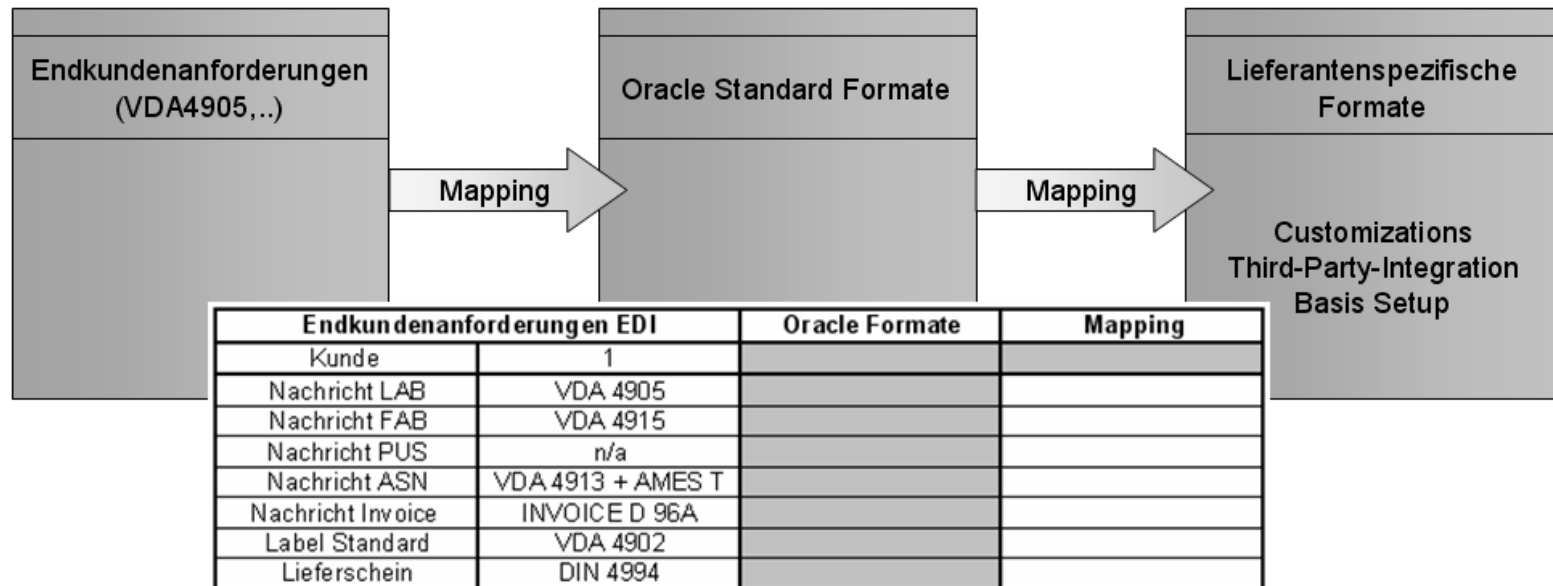 Endkundenanforderungen
(VDA4905,..)
Mapping
Oracle Standard Formate
Mapping
Lieferantenspezifische
Formate
Customizations
Third-Party-Integration
Basis Setup
Endkundenanforderungen EDI Oracle Formate Mapping
Kunde 1
Nachricht LAB VDA 4905
Nachricht FAB VDA 4915
Nachricht PUS n/a
Nachricht ASN VDA 4913 + AMES T
Nachricht Invoice INVOICE D 96A
Label Standard VDA 4902
Lieferschein DIN 4994